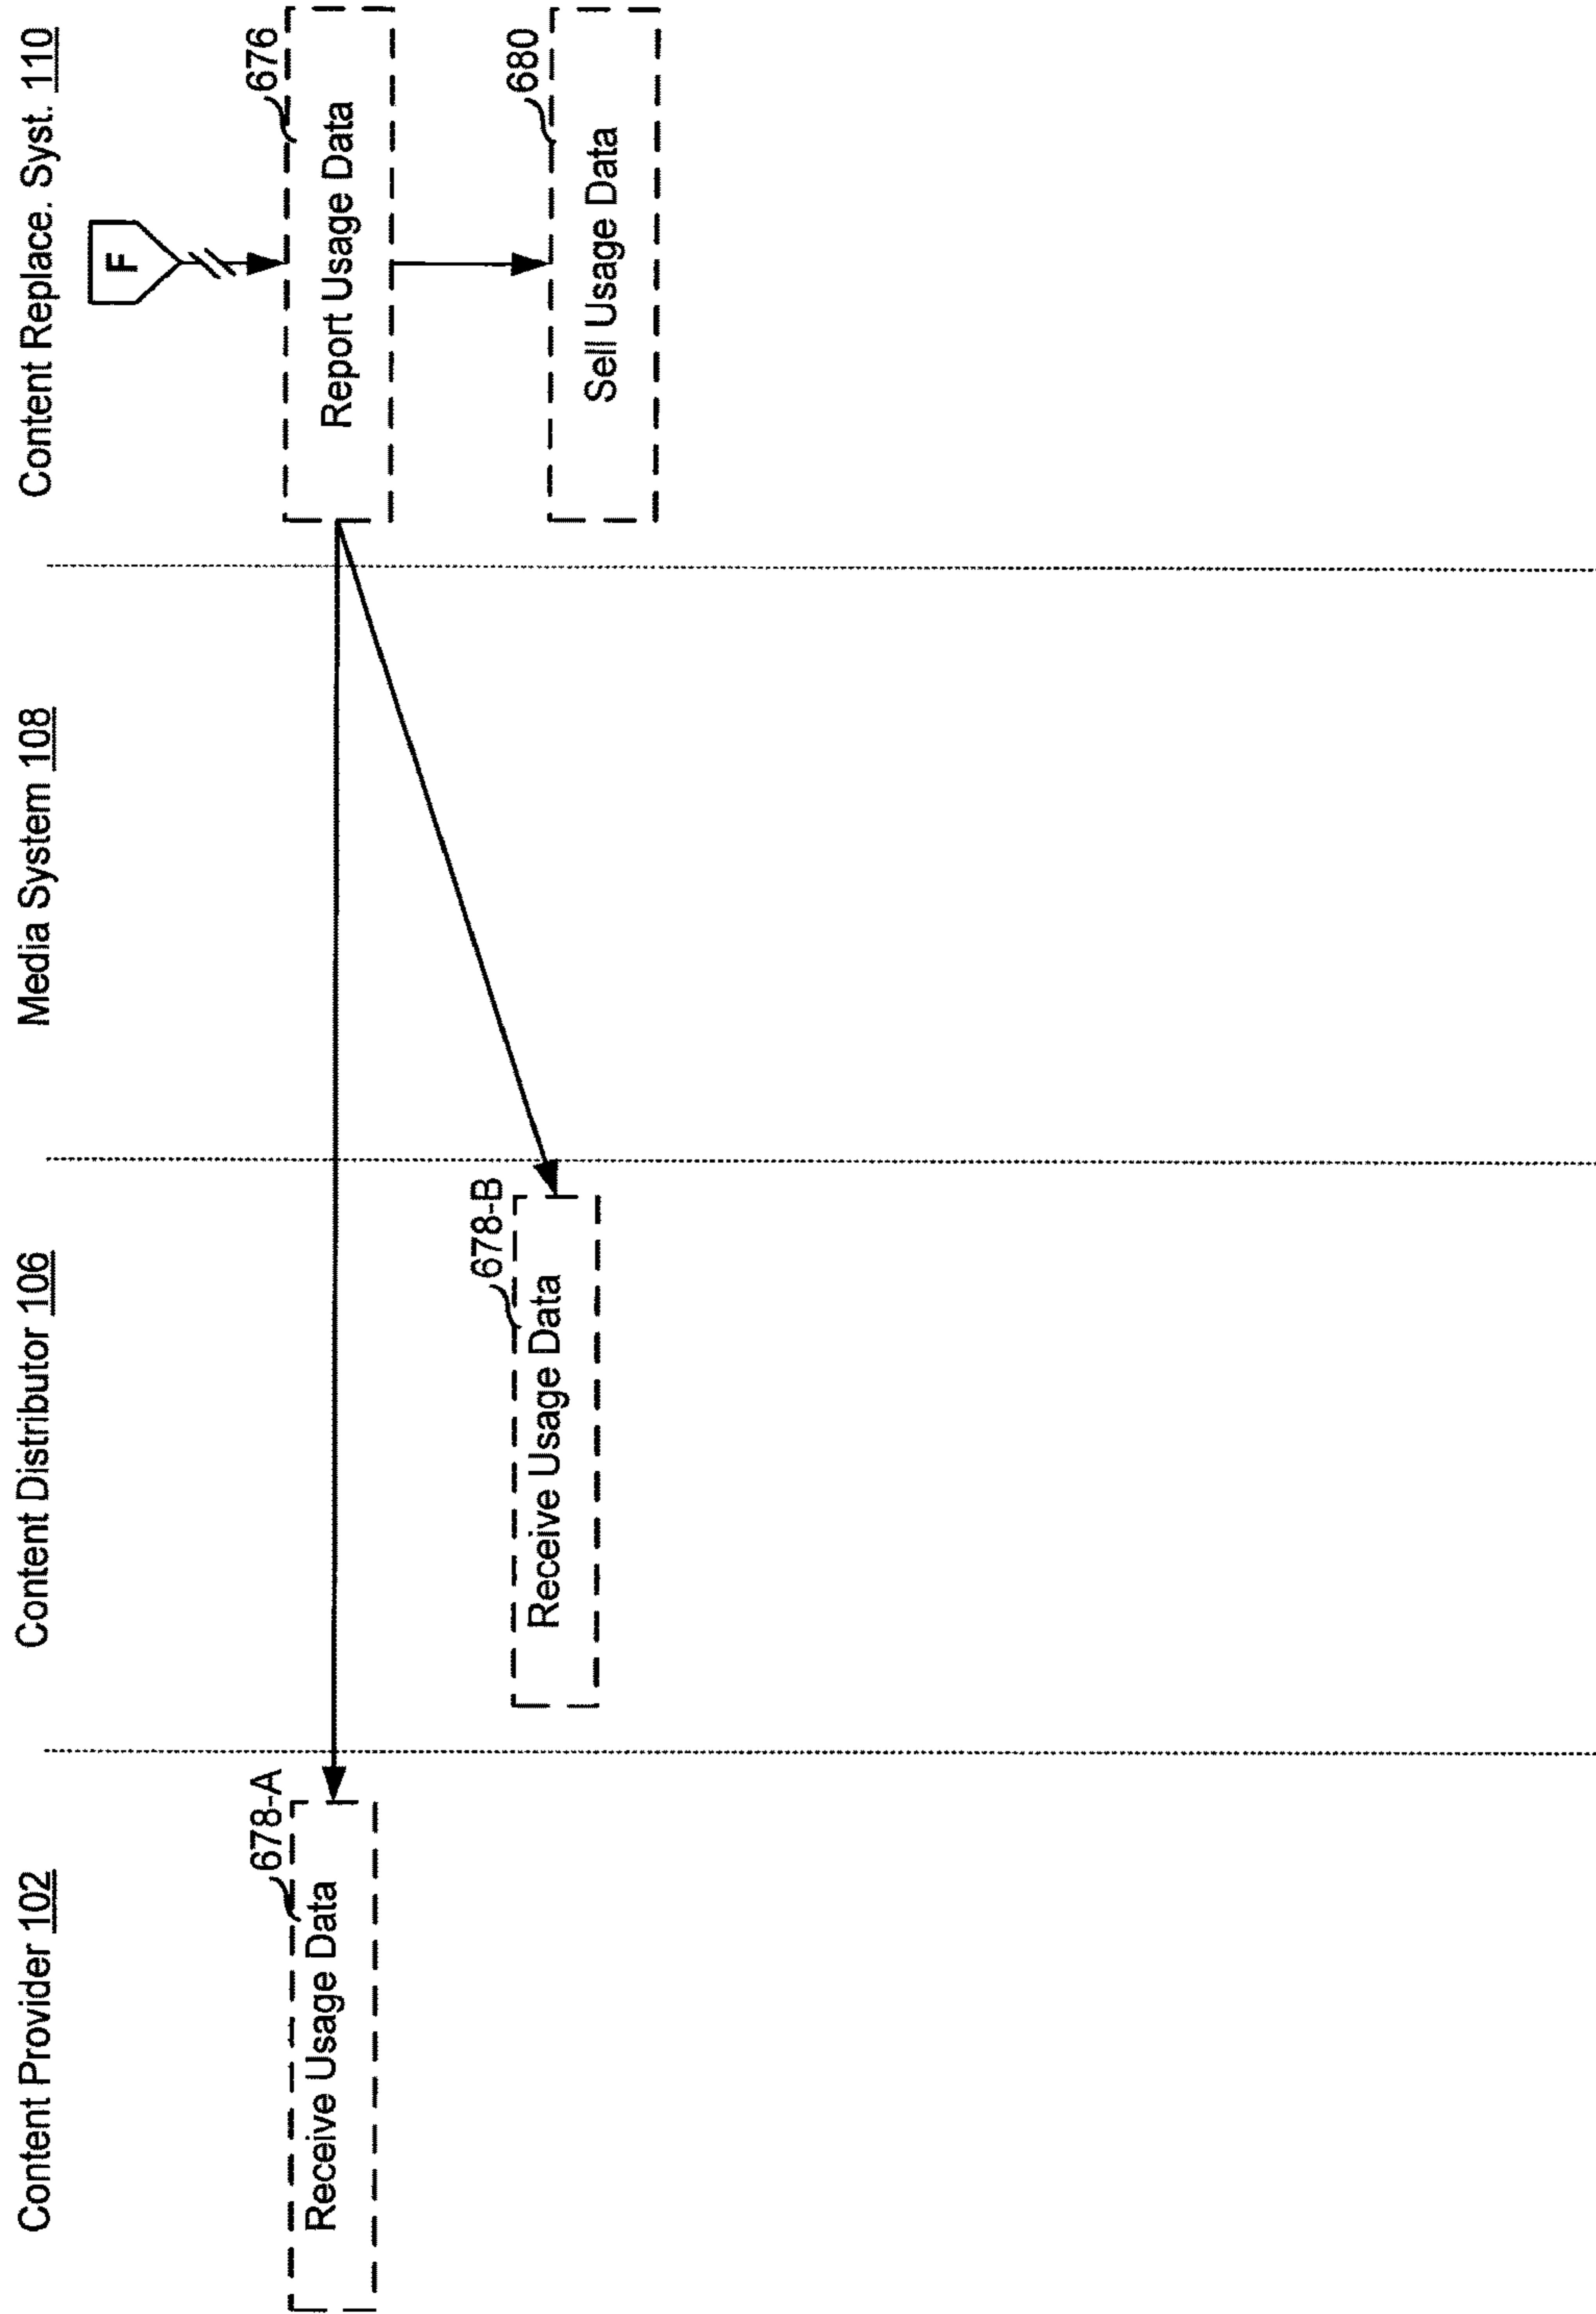 Content Provider 102
Content Distributor 106
Media System 108
Content Replace. Syst. 110
F
678-A
Receive Usage Data
676
Report Usage Data
678-B
Receive Usage Data
680
Sell Usage Data